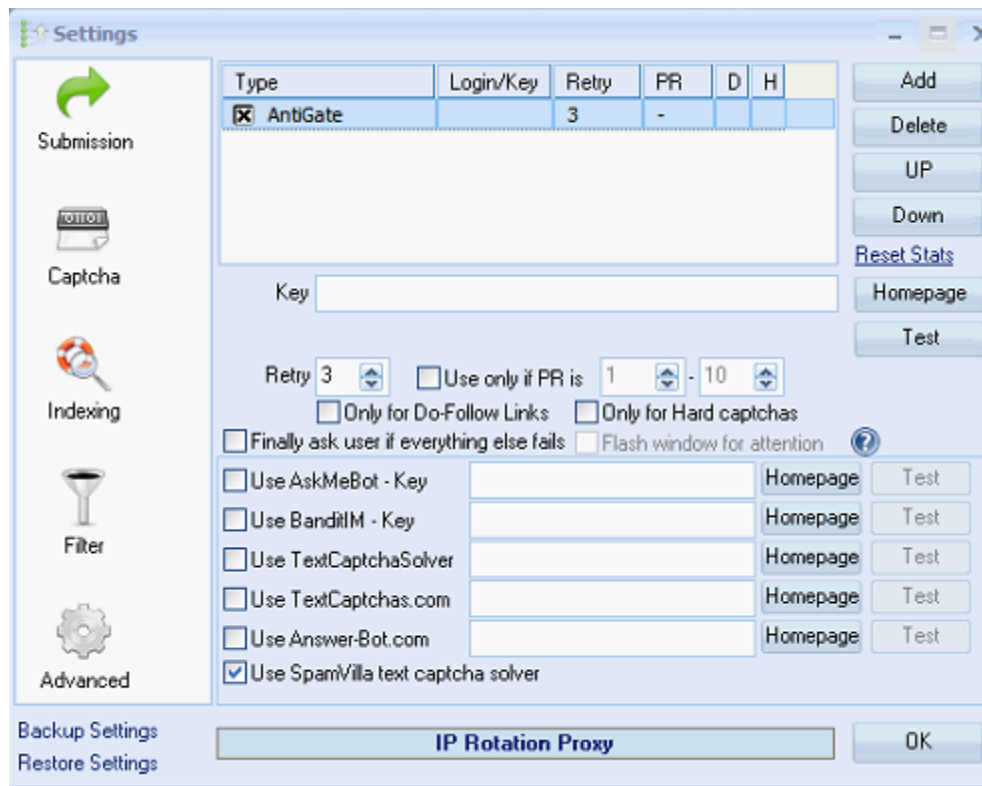 Settings
Submission
Captcha
Indexing
Filter
Advanced
Backup Settings
Restore Settings
Type Login/Key Retry PR D H
AntiGate 3 -
Add
Delete
UP
Down
Reset Stats
Homepage
Test
Key
Retry 3 Use only if PR is 1 - 10
Only for Do-Follow Links Only for Hard captchas
Finally ask user if everything else fails Flash window for attention ?
Use AskMeBot - Key Homepage Test
Use BanditIM - Key Homepage Test
Use TextCaptchaSolver Homepage Test
Use TextCaptchas.com Homepage Test
Use Answer-Bot.com Homepage Test
Use SpamVilla text captcha solver
IP Rotation Proxy
OK